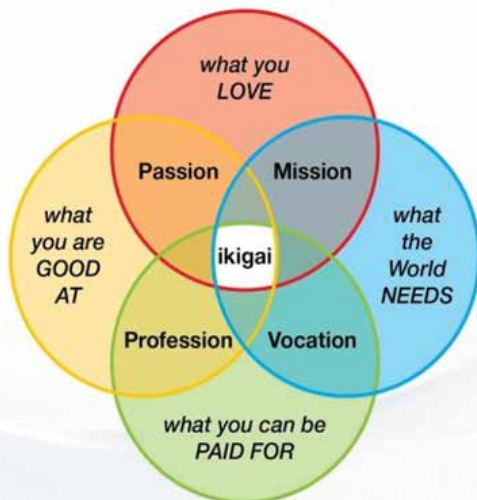 what you
LOVE
Passion
Mission
what
you are
GOOD
AT
ikigai
what
the
World
NEEDS
Profession
Vocation
what you can be
PAID FOR